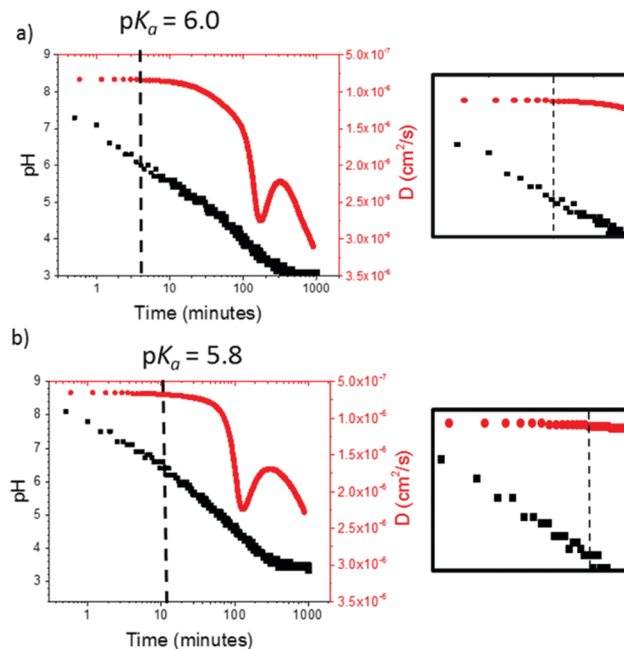 a)
pKₐ = 6.0
9
8
7
6
5
4
3
pH
5.0x10⁻⁷
1.0x10⁻⁶
1.5x10⁻⁶
2.0x10⁻⁶
2.5x10⁻⁶
3.0x10⁻⁶
3.5x10⁻⁶
D (cm²/s)
1 10 100 1000
Time (minutes)
b)
pKₐ = 5.8
9
8
7
6
5
4
3
pH
5.0x10⁻⁷
1.0x10⁻⁶
1.5x10⁻⁶
2.0x10⁻⁶
2.5x10⁻⁶
3.0x10⁻⁶
3.5x10⁻⁶
D (cm²/s)
1 10 100 1000
Time (minutes)